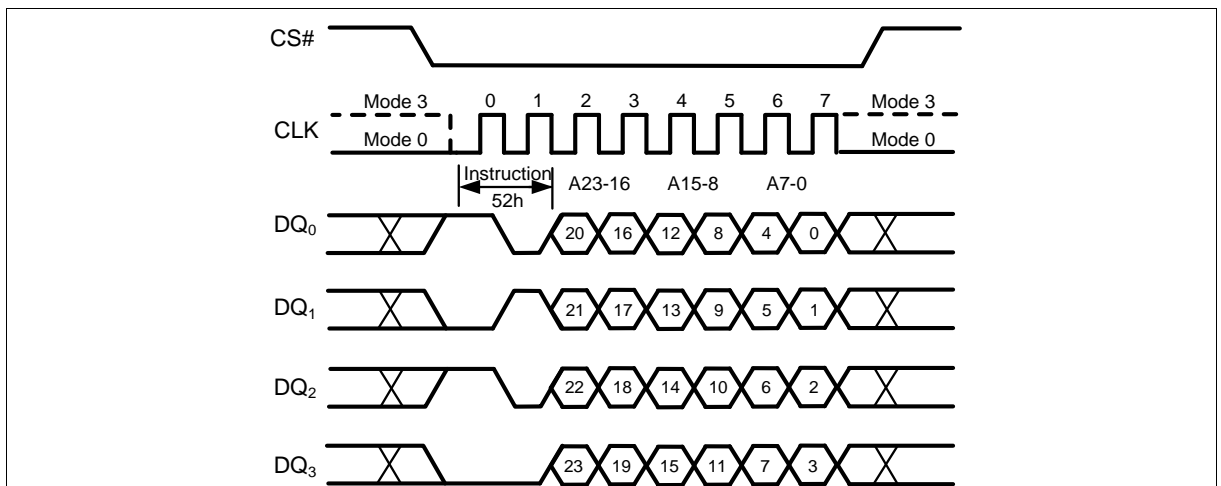 CS#
0 1 2 3 4 5 6 7
Mode 3 Mode 3
CLK
Mode 0 Mode 0
Instruction
52h
A23-16 A15-8 A7-0
DQ0 20 16 12 8 4 0
DQ1 21 17 13 9 5 1
DQ2 22 18 14 10 6 2
DQ3 23 19 15 11 7 3